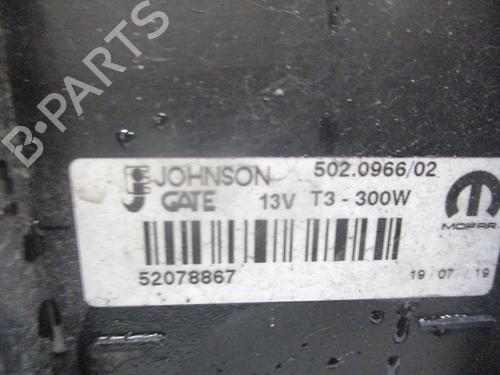 JOHNSON 502.0966/02
GATE 13V T3 - 300W
MOPAR
52078867 19/07/19
B-PARTS